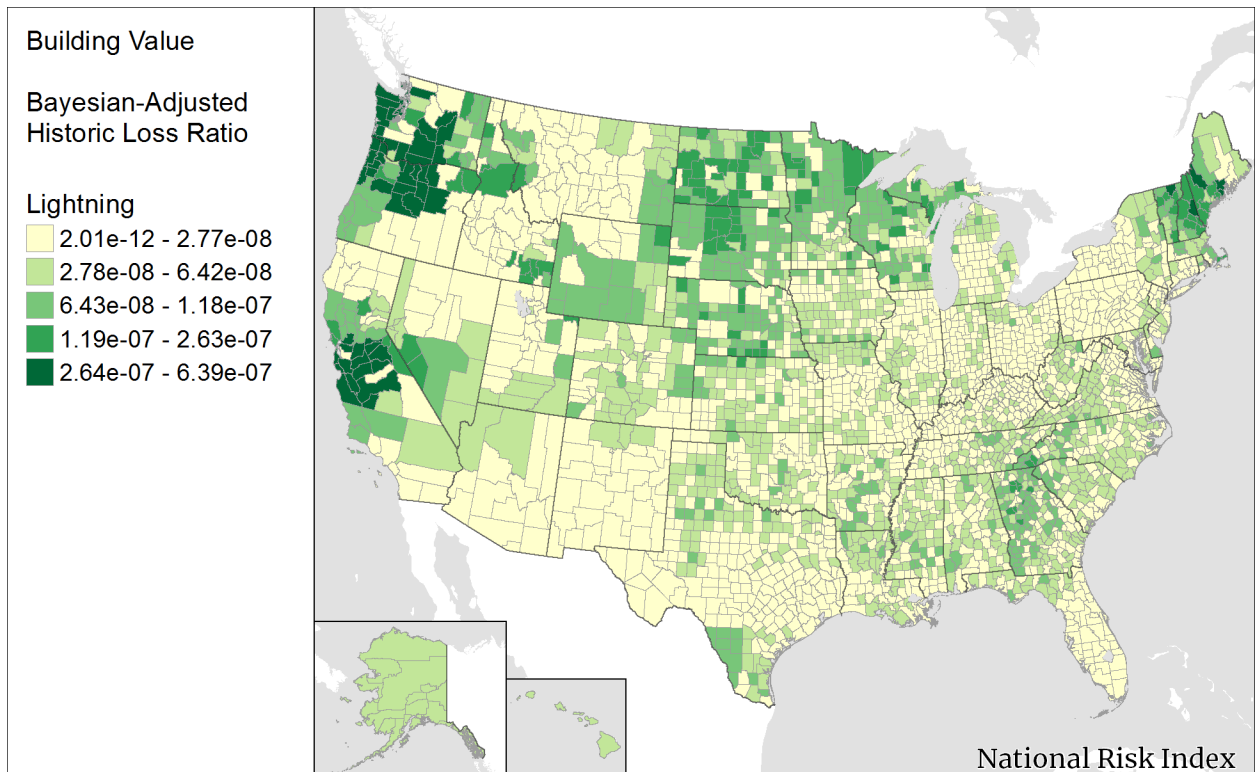 Building Value
Bayesian-Adjusted
Historic Loss Ratio
Lightning
2.01e-12 - 2.77e-08
2.78e-08 - 6.42e-08
6.43e-08 - 1.18e-07
1.19e-07 - 2.63e-07
2.64e-07 - 6.39e-07
National Risk Index